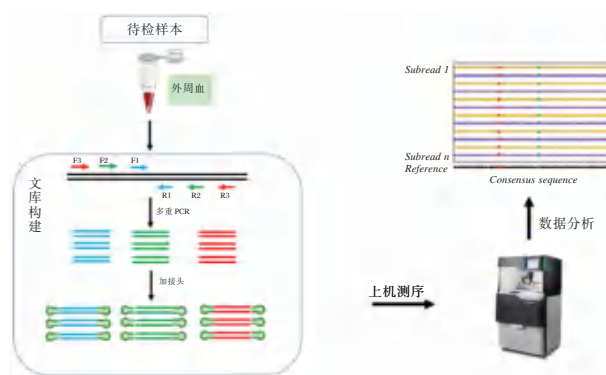 待检样本
外周血
文库构建
F3 F2 F1
R1 R2 R3
多重 PCR
加接头
上机测序
数据分析
Subread 1
Subread n
Reference
Consensus sequence